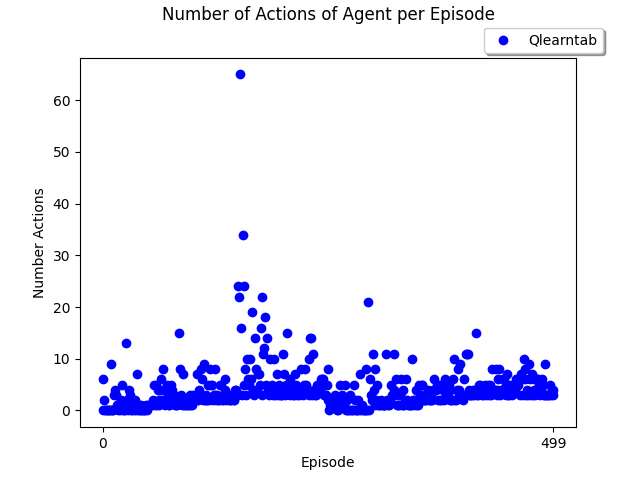 Number of Actions of Agent per Episode
Qlearntab
60
50
40
30
20
10
0
Number Actions
0
499
Episode